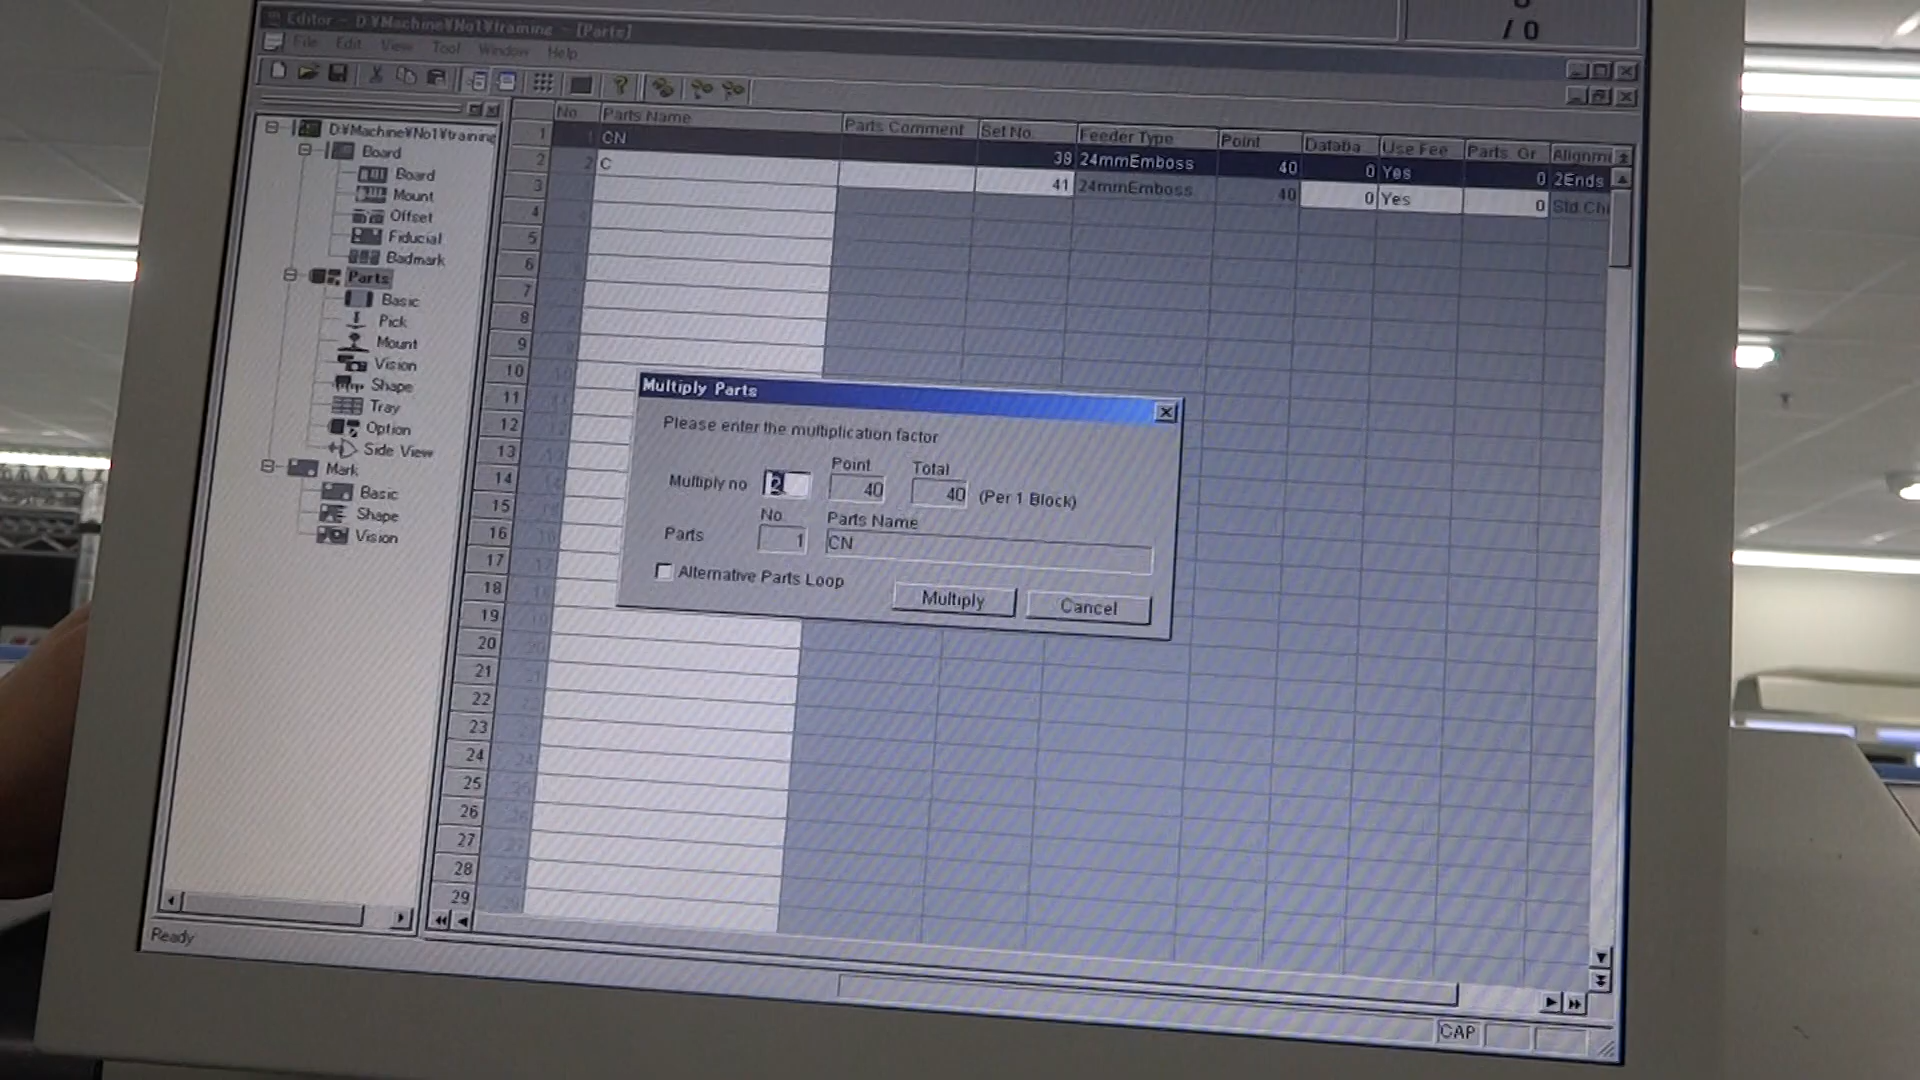 / 0
Editor - D:¥Machine¥No1¥training - [Parts]
File Edit View Tool Window Help
D:¥Machine¥No1¥training
Board
Board
Mount
Offset
Fiducial
Badmark
Parts
Basic
Pick
Mount
Vision
Shape
Tray
Option
Side View
Mark
Basic
Shape
Vision
No. Parts Name Parts Comment Set No. Feeder Type Point Databa Use Fee Parts Gr Alignm
1 1 CN 39 24mmEmboss 40 0 Yes 0 2Ends
2 2 C 41 24mmEmboss 40 0 Yes 0 Std Chi
3
4
5
6
7
8
9
10
11
12
13
14
15
16
17
18
19
20
21
22
23
24
25
26
27
28
29
Multiply Parts
Please enter the multiplication factor
Point Total
Multiply no 2 40 40 (Per 1 Block)
No. Parts Name
Parts 1 CN
Alternative Parts Loop
Multiply Cancel
Ready
CAP